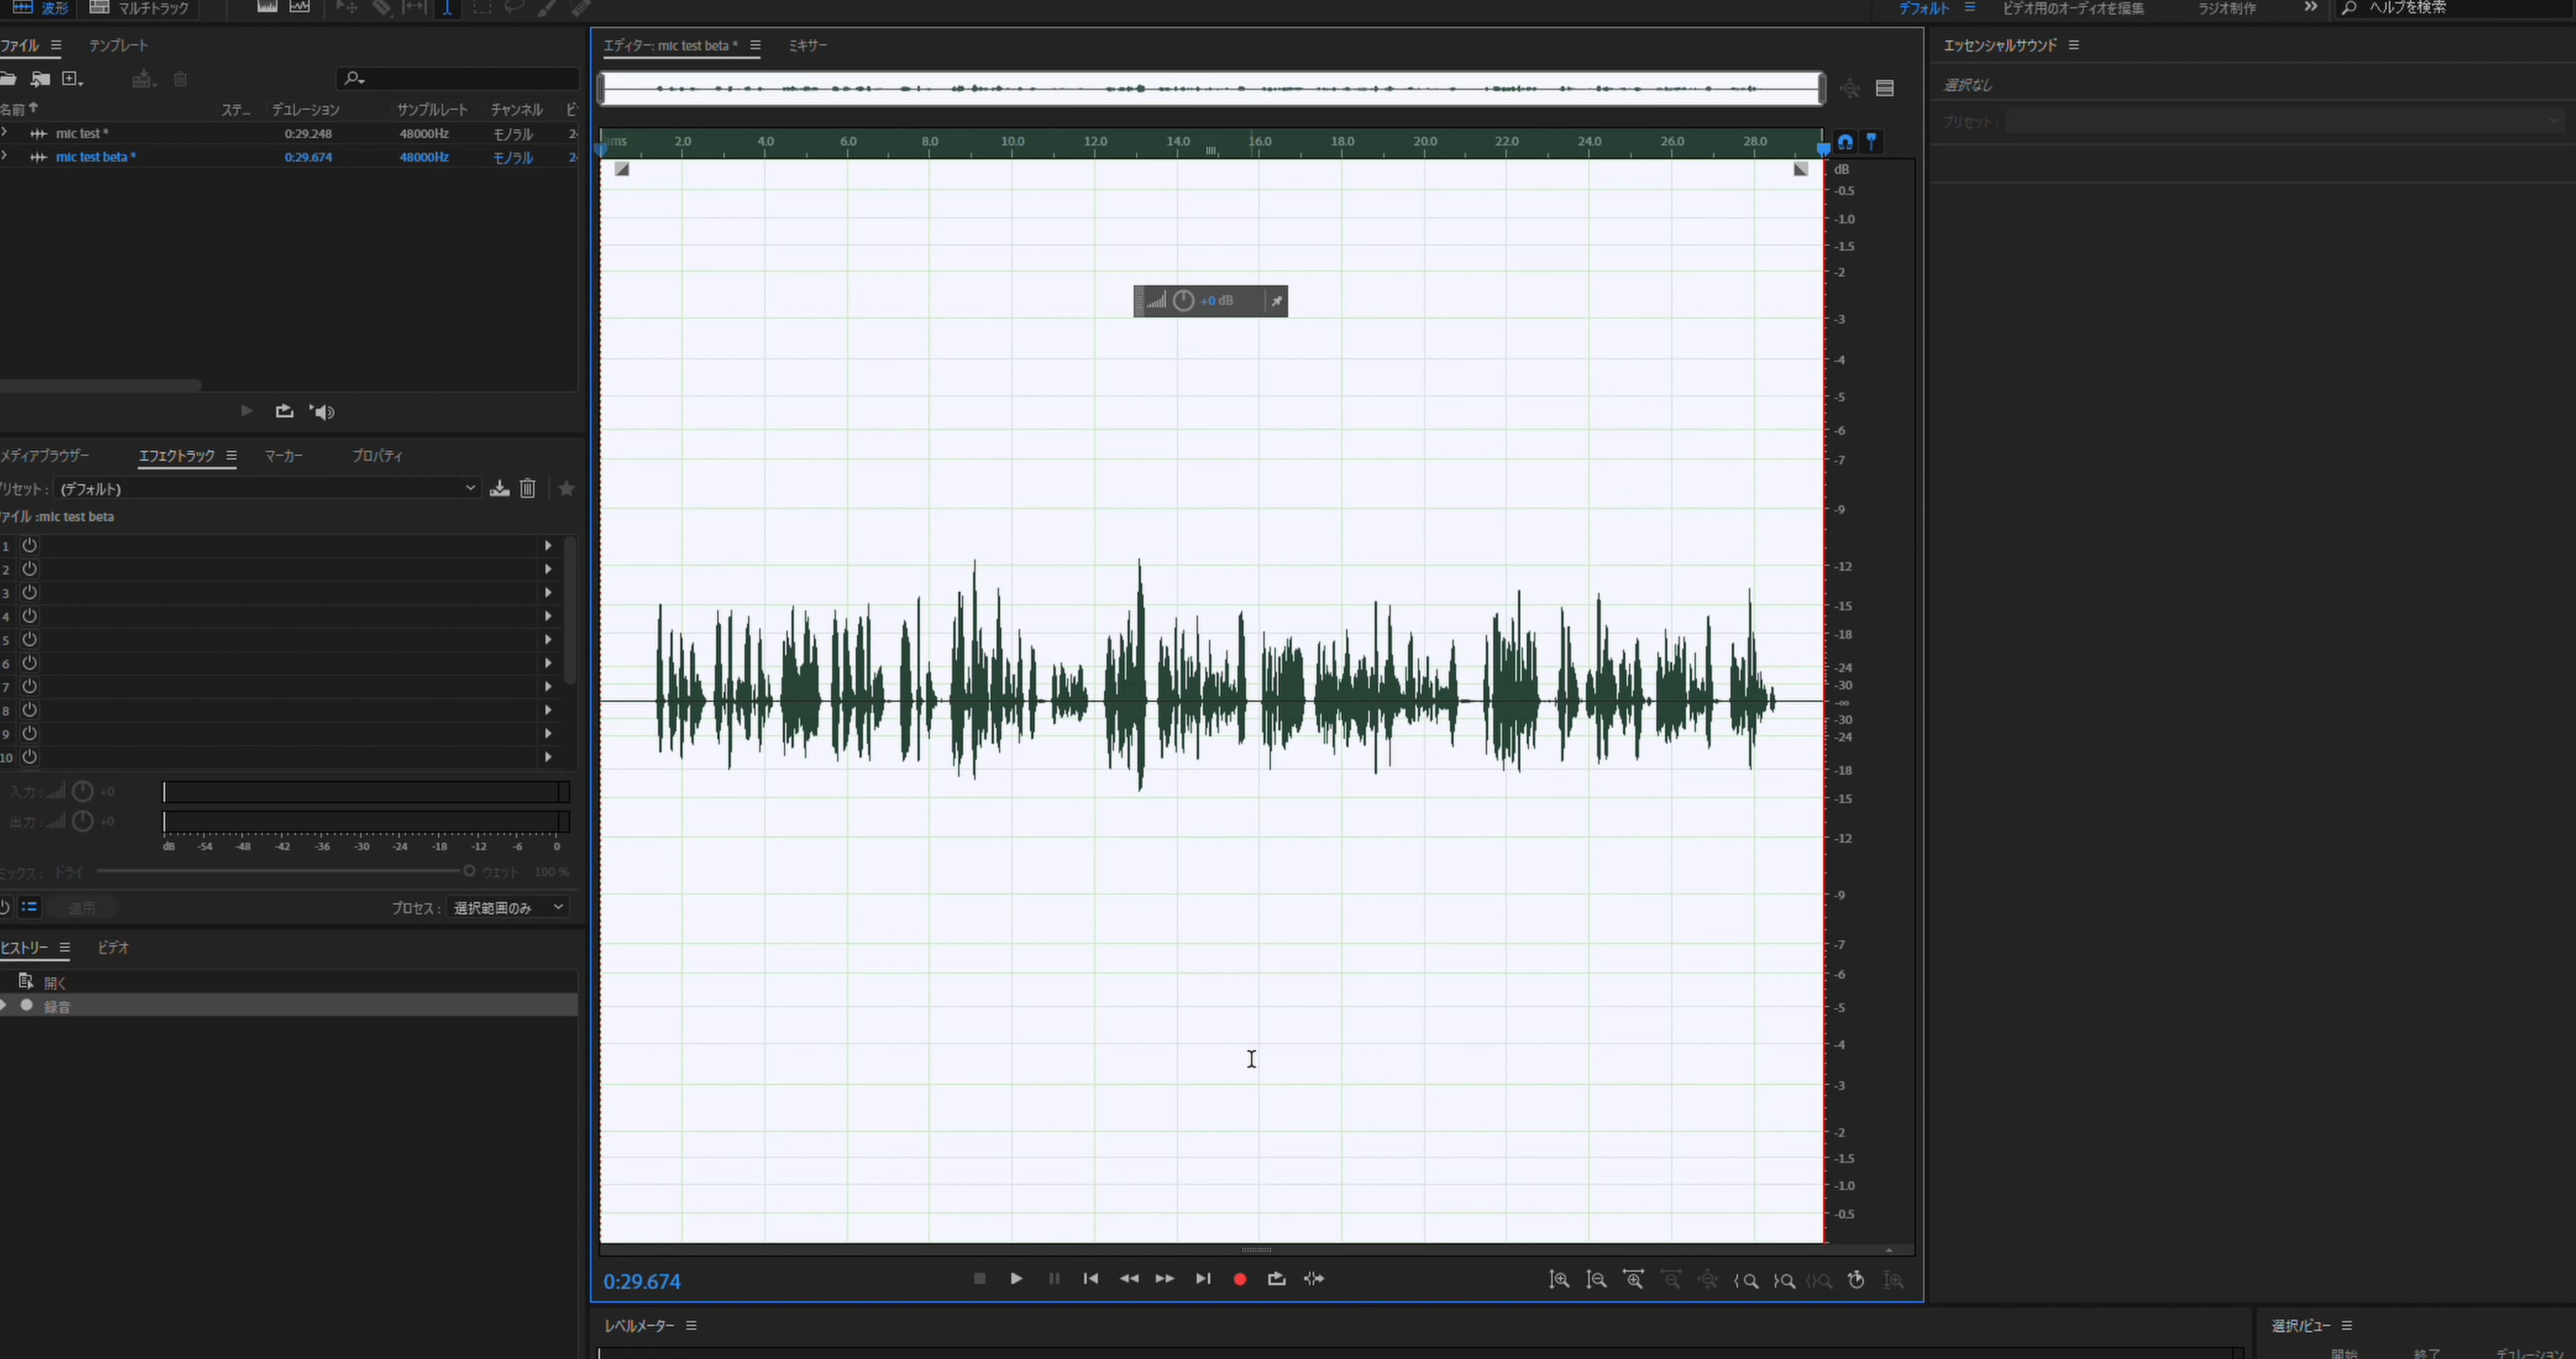 波形 マルチトラック デフォルト ビデオ用のオーディオを編集 ラジオ制作 ヘルプを検索
ファイル テンプレート
名前 ステ... デュレーション サンプルレート チャンネル ビ
mic test * 0:29.248 48000Hz モノラル 2
mic test beta * 0:29.674 48000Hz モノラル 2
メディアブラウザー エフェクトラック マーカー プロパティ
リセット : (デフォルト)
ァイル :mic test beta
1
2
3
4
5
6
7
8
9
10
入力 : +0
出力 : +0
dB -54 -48 -42 -36 -30 -24 -18 -12 -6 0
ミックス : ドライ ウェット 100 %
適用 プロセス : 選択範囲のみ
ヒストリー ビデオ
開く
録音
エディター: mic test beta * ミキサー
hms 2.0 4.0 6.0 8.0 10.0 12.0 14.0 16.0 18.0 20.0 22.0 24.0 26.0 28.0
+0 dB
dB
-0.5
-1.0
-1.5
-2
-3
-4
-5
-6
-7
-9
-12
-15
-18
-24
-30
-∞
-30
-24
-18
-15
-12
-9
-7
-6
-5
-4
-3
-2
-1.5
-1.0
-0.5
0:29.674
レベルメーター
エッセンシャルサウンド
選択なし
プリセット :
選択/ビュー
開始 終了 デュレーション